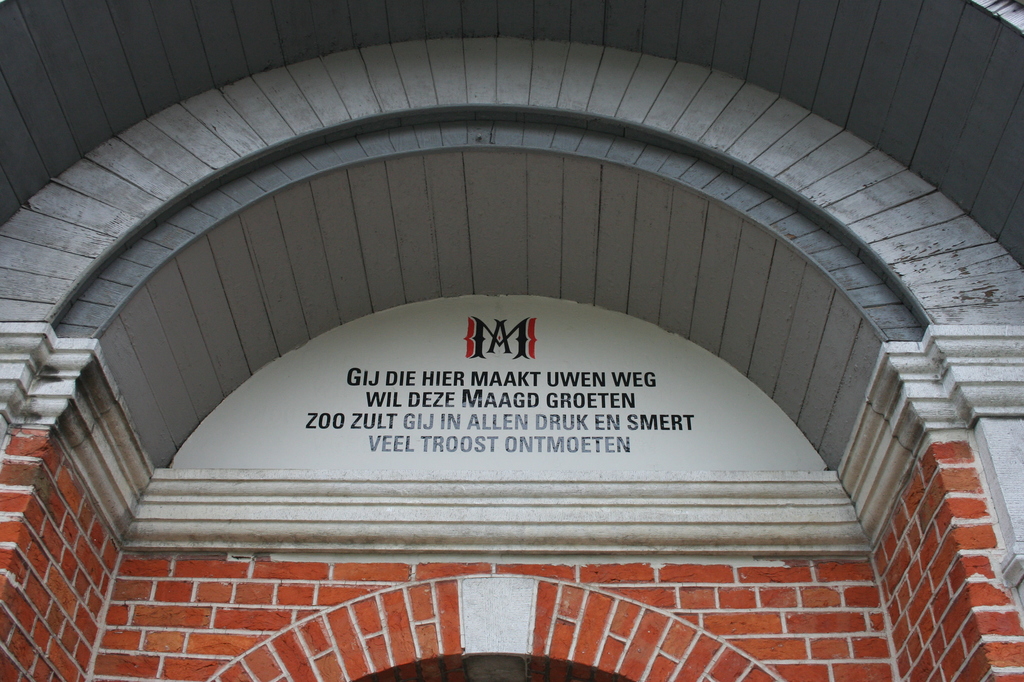 MA
GIJ DIE HIER MAAKT UWEN WEG
WIL DEZE MAAGD GROETEN
ZOO ZULT GIJ IN ALLEN DRUK EN SMERT
VEEL TROOST ONTMOETEN